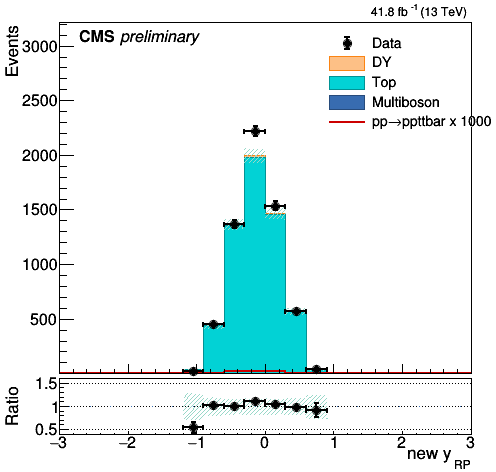 41.8 fb⁻¹ (13 TeV)
CMS preliminary
Events
3000
2500
2000
1500
1000
500
Data
DY
Top
Multiboson
pp→ppttbar x 1000
Ratio
1.5
1
0.5
−3 −2 −1 0 1 2 3
new y_RP